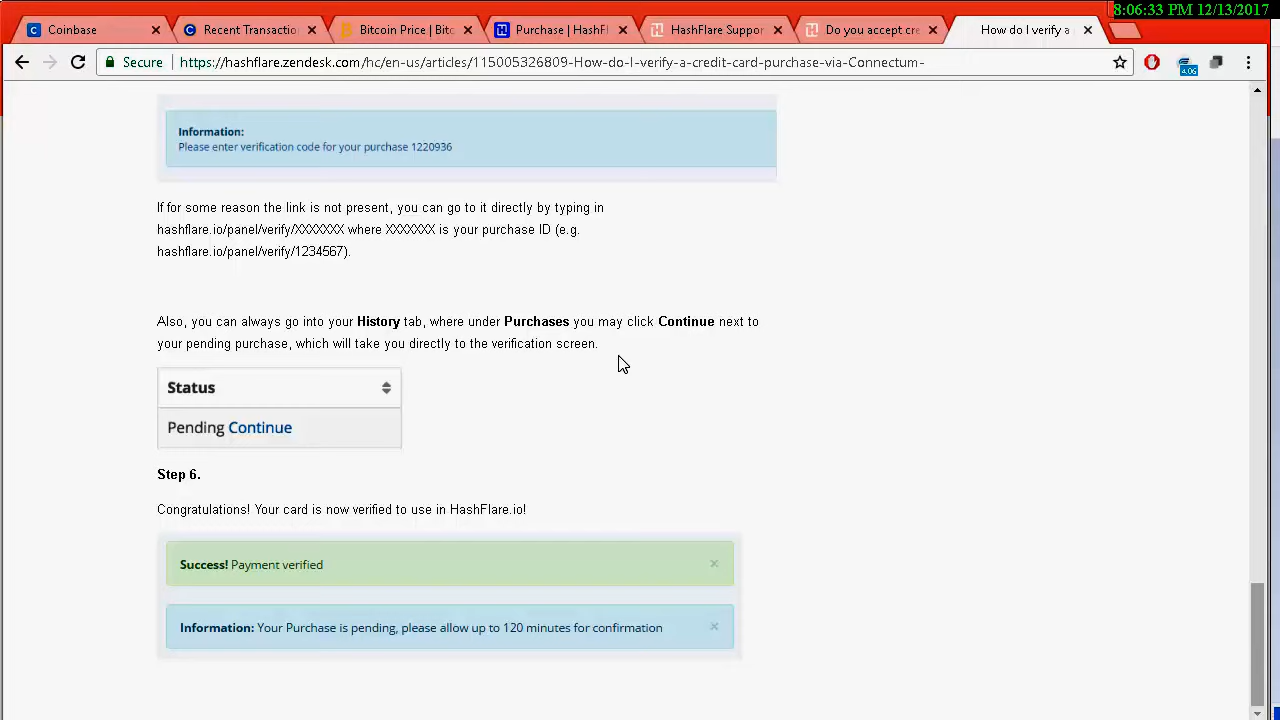 8:06:33 PM 12/13/2017
Coinbase
Recent Transactio
Bitcoin Price | Bitc
Purchase | HashFl
HashFlare Suppor
Do you accept cre
How do I verify a
Secure
https://hashflare.zendesk.com/hc/en-us/articles/115005326809-How-do-I-verify-a-credit-card-purchase-via-Connectum-
4.06
Information:
Please enter verification code for your purchase 1220936
If for some reason the link is not present, you can go to it directly by typing in
hashflare.io/panel/verify/XXXXXXX where XXXXXXX is your purchase ID (e.g.
hashflare.io/panel/verify/1234567).
Also, you can always go into your History tab, where under Purchases you may click Continue next to
your pending purchase, which will take you directly to the verification screen.
Status
Pending Continue
Step 6.
Congratulations! Your card is now verified to use in HashFlare.io!
Success! Payment verified
Information: Your Purchase is pending, please allow up to 120 minutes for confirmation